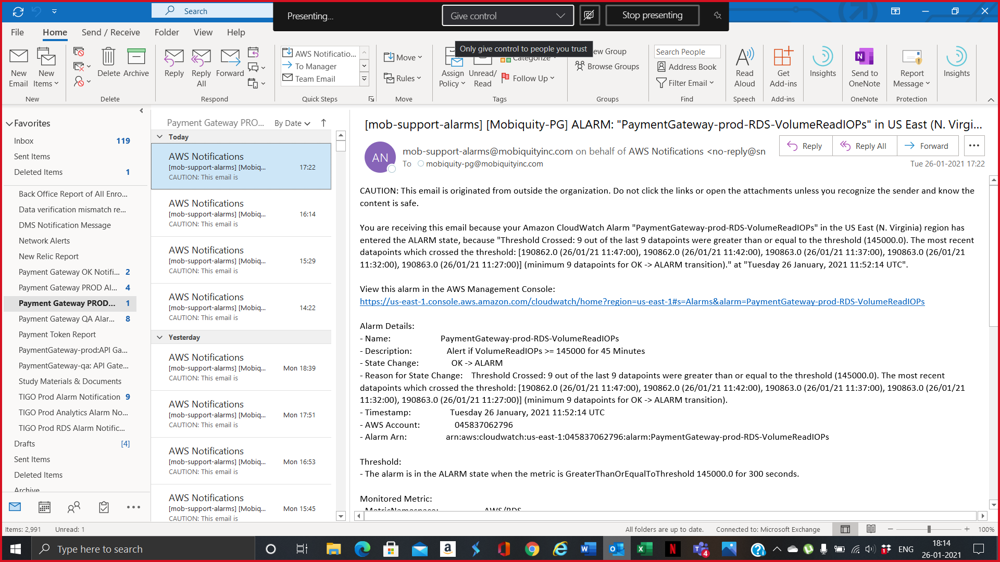 Search
Presenting...
Give control
Stop presenting
File
Home
Send / Receive
Folder
View
Help
Only give control to people you trust
New Email
New Items
Delete
Archive
Reply
Reply All
Forward
AWS Notificatio...
To Manager
Team Email
Move
Rules
Assign Policy
Unread/ Read
Categorize
Follow Up
ew Group
Browse Groups
Search People
Address Book
Filter Email
Read Aloud
Get Add-ins
Insights
Send to OneNote
Report Message
Insights
New
Delete
Respond
Quick Steps
Move
Tags
Groups
Find
Speech
Add-ins
OneNote
Protection
Favorites
Inbox 119
Sent Items
Deleted Items 1
Back Office Report of All Enro...
Data verification mismatch re...
DMS Notification Message
Network Alerts
New Relic Report
Payment Gateway OK Notifi... 2
Payment Gateway PROD Al... 4
Payment Gateway PROD... 1
Payment Gateway QA Alar... 8
Payment Token Report
PaymentGateway-prod:API Ga...
PaymentGateway-qa: API Gate...
Study Materials & Documents
TIGO Prod Alarm Notification 9
TIGO Prod Analytics Alarm No...
TIGO Prod RDS Alarm Notific...
Drafts [4]
Sent Items
Deleted Items
Archive
Payment Gateway PRO... By Date
Today
AWS Notifications
[mob-support-alarms] [Mobiq... 17:22
CAUTION: This email is
AWS Notifications
[mob-support-alarms] [Mobiq... 16:14
CAUTION: This email is
AWS Notifications
[mob-support-alarms] [Mobiq... 15:29
CAUTION: This email is
AWS Notifications
[mob-support-alarms] [Mobiq... 14:22
CAUTION: This email is
Yesterday
AWS Notifications
[mob-support-alarms] [Mobiq... Mon 18:39
CAUTION: This email is
AWS Notifications
[mob-support-alarms] [Mobiq... Mon 17:51
CAUTION: This email is
AWS Notifications
[mob-support-alarms] [Mobiq... Mon 16:53
CAUTION: This email is
AWS Notifications
[mob-support-alarms] [Mobiq... Mon 15:45
CAUTION: This email is
[mob-support-alarms] [Mobiquity-PG] ALARM: "PaymentGateway-prod-RDS-VolumeReadIOPs" in US East (N. Virgi...
AN
mob-support-alarms@mobiquityinc.com on behalf of AWS Notifications <no-reply@sn
To mobiquity-pg@mobiquityinc.com
Reply
Reply All
Forward
Tue 26-01-2021 17:22
CAUTION: This email is originated from outside the organization. Do not click the links or open the attachments unless you recognize the sender and know the
content is safe.
You are receiving this email because your Amazon CloudWatch Alarm "PaymentGateway-prod-RDS-VolumeReadIOPs" in the US East (N. Virginia) region has
entered the ALARM state, because "Threshold Crossed: 9 out of the last 9 datapoints were greater than or equal to the threshold (145000.0). The most recent
datapoints which crossed the threshold: [190862.0 (26/01/21 11:47:00), 190862.0 (26/01/21 11:42:00), 190863.0 (26/01/21 11:37:00), 190863.0 (26/01/21
11:32:00), 190863.0 (26/01/21 11:27:00)] (minimum 9 datapoints for OK -> ALARM transition)." at "Tuesday 26 January, 2021 11:52:14 UTC".
View this alarm in the AWS Management Console:
https://us-east-1.console.aws.amazon.com/cloudwatch/home?region=us-east-1#s=Alarms&alarm=PaymentGateway-prod-RDS-VolumeReadIOPs
Alarm Details:
- Name: PaymentGateway-prod-RDS-VolumeReadIOPs
- Description: Alert if VolumeReadIOPs >= 145000 for 45 Minutes
- State Change: OK -> ALARM
- Reason for State Change: Threshold Crossed: 9 out of the last 9 datapoints were greater than or equal to the threshold (145000.0). The most recent
datapoints which crossed the threshold: [190862.0 (26/01/21 11:47:00), 190862.0 (26/01/21 11:42:00), 190863.0 (26/01/21 11:37:00), 190863.0 (26/01/21
11:32:00), 190863.0 (26/01/21 11:27:00)] (minimum 9 datapoints for OK -> ALARM transition).
- Timestamp: Tuesday 26 January, 2021 11:52:14 UTC
- AWS Account: 045837062796
- Alarm Arn: arn:aws:cloudwatch:us-east-1:045837062796:alarm:PaymentGateway-prod-RDS-VolumeReadIOPs
Threshold:
- The alarm is in the ALARM state when the metric is GreaterThanOrEqualToThreshold 145000.0 for 300 seconds.
Monitored Metric:
- MetricNamespace: AWS/RDS
Items: 2,991 Unread: 1
All folders are up to date. Connected to: Microsoft Exchange
100%
Type here to search
4
1
ENG
18:14
26-01-2021